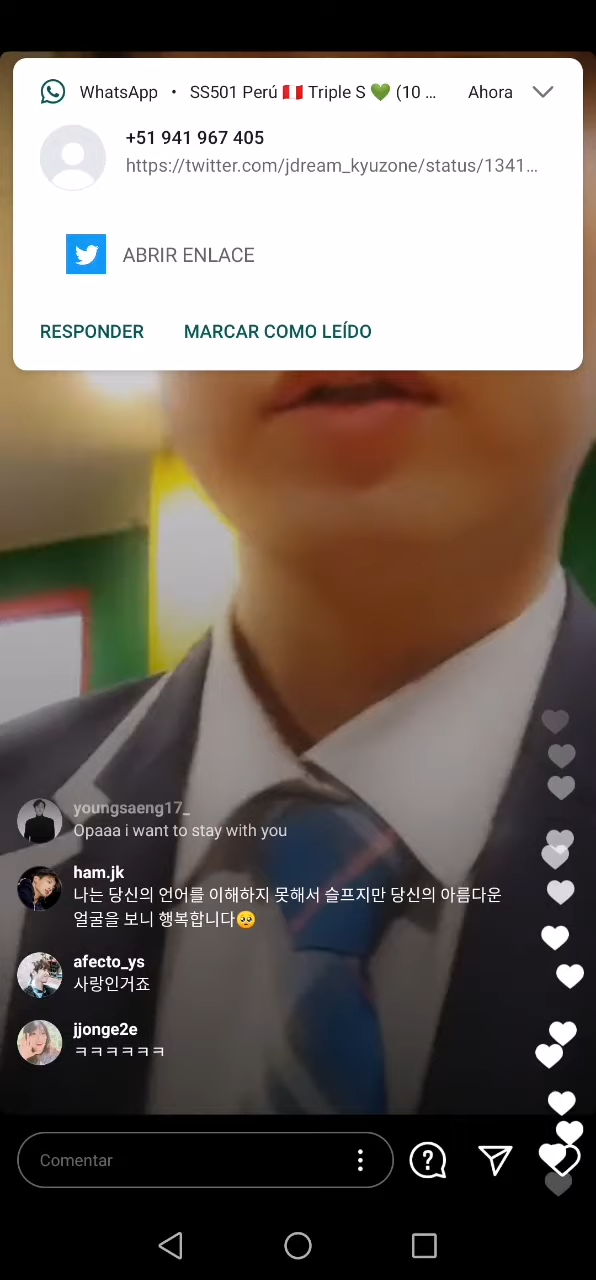 WhatsApp • SS501 Perú 🇵🇪 Triple S 💚 (10 ... Ahora
+51 941 967 405
https://twitter.com/jdream_kyuzone/status/1341...
ABRIR ENLACE
RESPONDER MARCAR COMO LEÍDO
youngsaeng17_
Opaaa i want to stay with you
ham.jk
나는 당신의 언어를 이해하지 못해서 슬프지만 당신의 아름다운
얼굴을 보니 행복합니다🥺
afecto_ys
사랑인거죠
jjonge2e
ㅋㅋㅋㅋㅋㅋ
Comentar